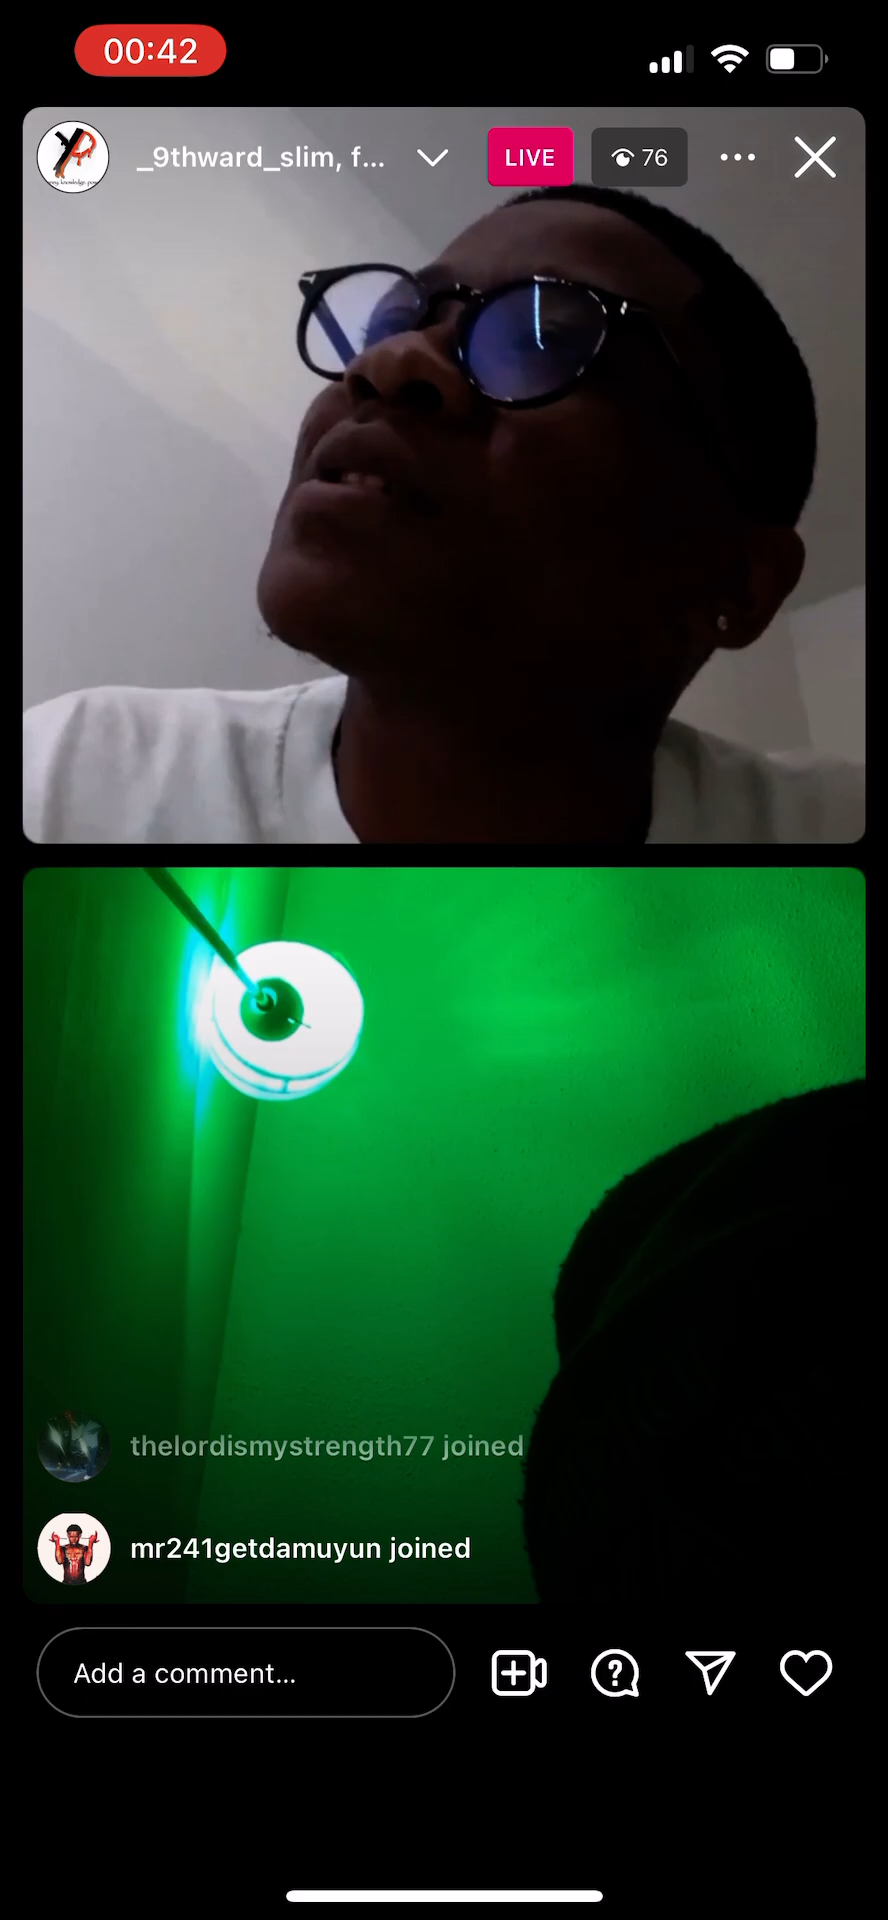 00:42
_9thward_slim, f...
LIVE
76
thelordismystrength77 joined
mr241getdamuyun joined
Add a comment...